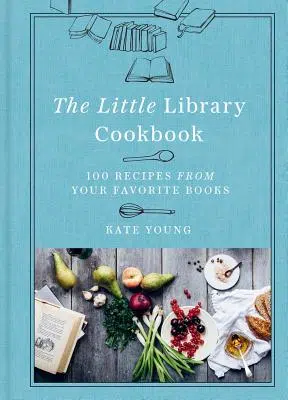 The Little Library
Cookbook
100 RECIPES from
YOUR FAVORITE BOOKS
KATE YOUNG